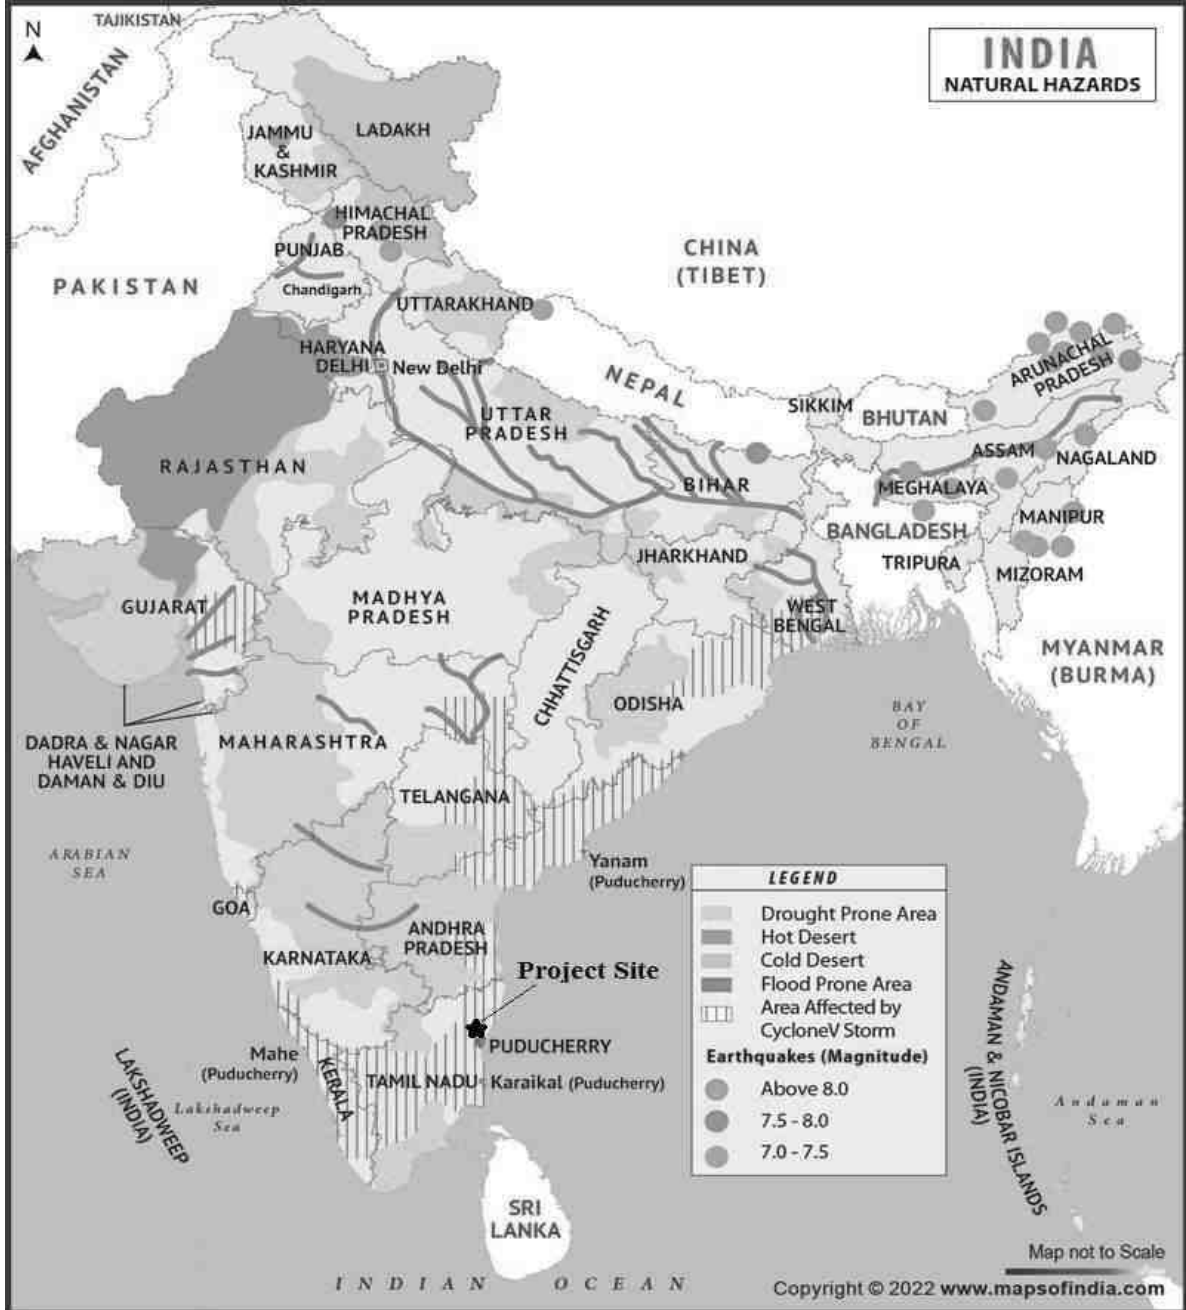 TAJIKISTAN
N
AFGHANISTAN
INDIA
NATURAL HAZARDS
JAMMU
&
KASHMIR
LADAKH
HIMACHAL
PRADESH
PUNJAB
Chandigarh
PAKISTAN
CHINA
(TIBET)
UTTARAKHAND
HARYANA
DELHI
New Delhi
NEPAL
UTTAR
PRADESH
SIKKIM
BHUTAN
ARUNACHAL
PRADESH
ASSAM
NAGALAND
RAJASTHAN
BIHAR
MEGHALAYA
MANIPUR
BANGLADESH
JHARKHAND
TRIPURA
MIZORAM
GUJARAT
MADHYA
PRADESH
WEST
BENGAL
CHHATTISGARH
MYANMAR
(BURMA)
ODISHA
BAY
OF
BENGAL
DADRA & NAGAR
HAVELI AND
DAMAN & DIU
MAHARASHTRA
TELANGANA
ARABIAN
SEA
Yanam
(Puducherry)
GOA
ANDHRA
PRADESH
KARNATAKA
Project Site
LEGEND
Drought Prone Area
Hot Desert
Cold Desert
Flood Prone Area
Area Affected by
CycloneV Storm
Earthquakes (Magnitude)
Above 8.0
7.5 - 8.0
7.0 - 7.5
PUDUCHERRY
Mahe
(Puducherry)
KERALA
TAMIL NADU
Karaikal (Puducherry)
LAKSHADWEEP
(INDIA)
Lakshadweep
Sea
ANDAMAN & NICOBAR ISLANDS
(INDIA)
Andaman
Sea
SRI
LANKA
INDIAN OCEAN
Map not to Scale
Copyright © 2022 www.mapsofindia.com